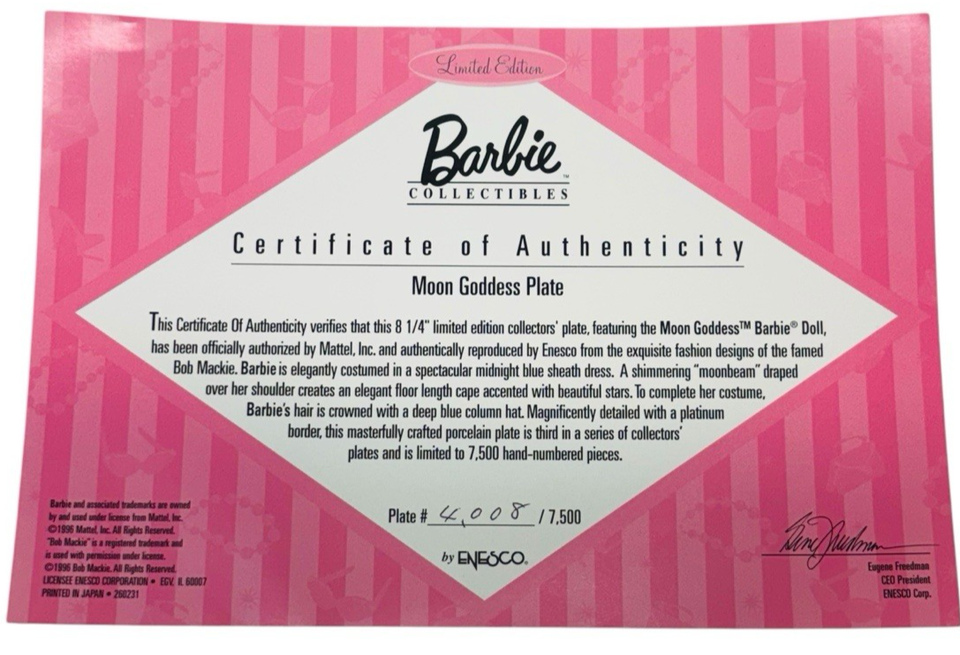 Limited Edition
Barbie™
COLLECTIBLES
Certificate of Authenticity
Moon Goddess Plate
This Certificate Of Authenticity verifies that this 8 1/4" limited edition collectors' plate, featuring the Moon Goddess™ Barbie® Doll,
has been officially authorized by Mattel, Inc. and authentically reproduced by Enesco from the exquisite fashion designs of the famed
Bob Mackie. Barbie is elegantly costumed in a spectacular midnight blue sheath dress. A shimmering "moonbeam" draped
over her shoulder creates an elegant floor length cape accented with beautiful stars. To complete her costume,
Barbie's hair is crowned with a deep blue column hat. Magnificently detailed with a platinum
border, this masterfully crafted porcelain plate is third in a series of collectors'
plates and is limited to 7,500 hand-numbered pieces.
Plate # 4,008 / 7,500
by ENESCO®
Barbie and associated trademarks are owned
by and used under license from Mattel, Inc.
©1996 Mattel, Inc. All Rights Reserved.
"Bob Mackie" is a registered trademark and
is used with permission under license.
©1996 Bob Mackie. All Rights Reserved.
LICENSEE ENESCO CORPORATION • EGV, IL 60007
PRINTED IN JAPAN • 260231
Gene Freedman
Eugene Freedman
CEO President
ENESCO Corp.